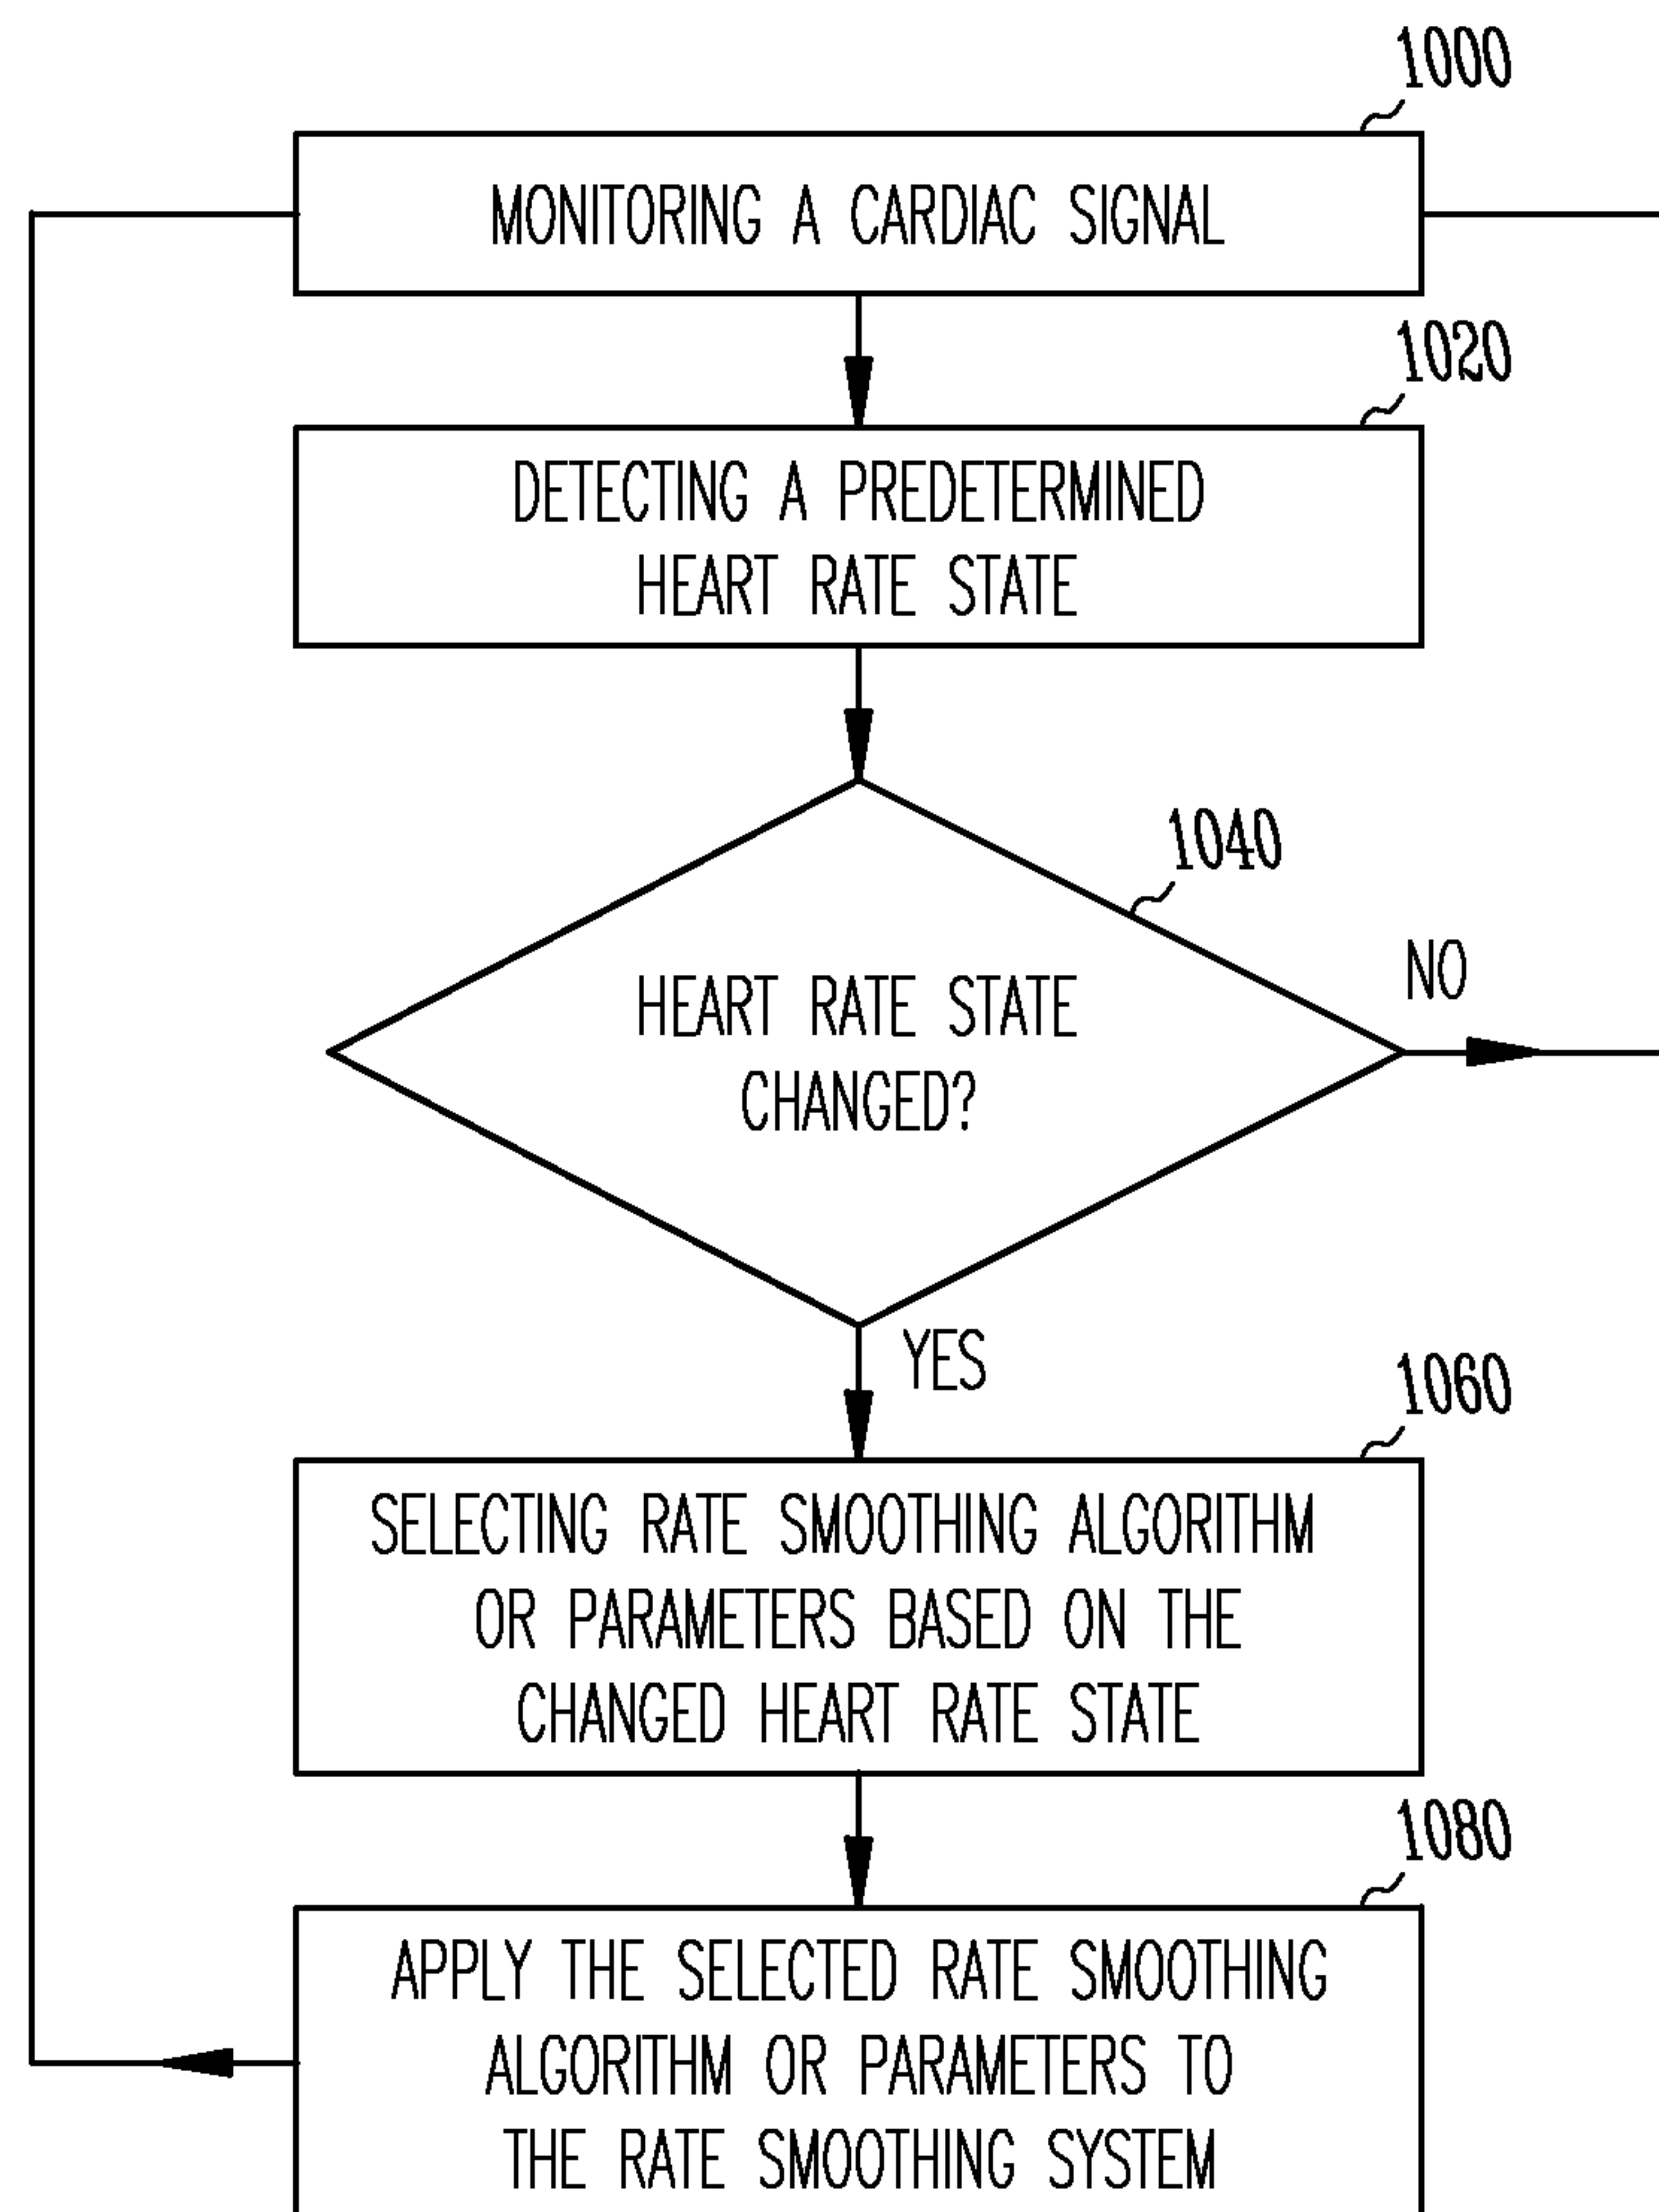 1000
MONITORING A CARDIAC SIGNAL
1020
DETECTING A PREDETERMINED
HEART RATE STATE
1040
HEART RATE STATE
CHANGED?
NO
YES
1060
SELECTING RATE SMOOTHING ALGORITHM
OR PARAMETERS BASED ON THE
CHANGED HEART RATE STATE
1080
APPLY THE SELECTED RATE SMOOTHING
ALGORITHM OR PARAMETERS TO
THE RATE SMOOTHING SYSTEM